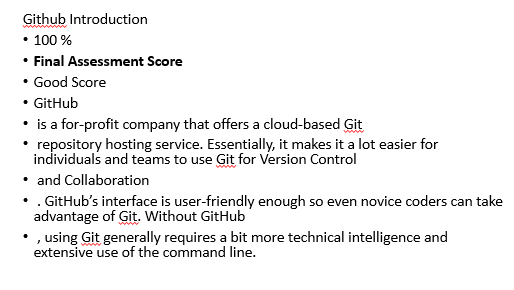 Github Introduction
• 100 %
• Final Assessment Score
• Good Score
• GitHub
• is a for-profit company that offers a cloud-based Git
• repository hosting service. Essentially, it makes it a lot easier for
individuals and teams to use Git for Version Control
• and Collaboration
• . GitHub’s interface is user-friendly enough so even novice coders can take
advantage of Git. Without GitHub
• , using Git generally requires a bit more technical intelligence and
extensive use of the command line.